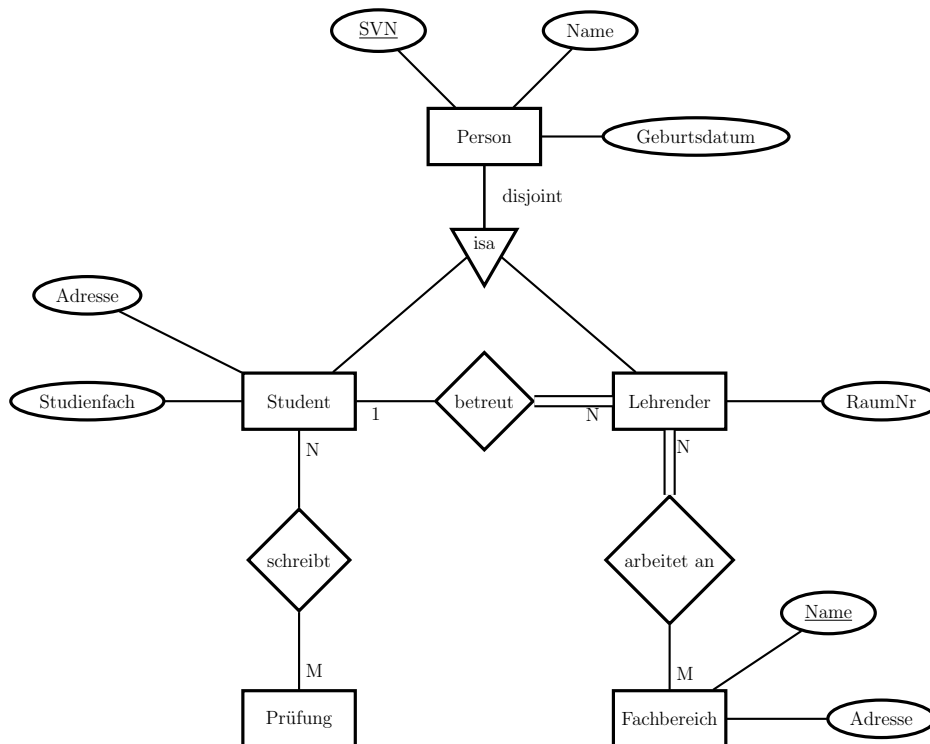 SVN
Name
Person
Geburtsdatum
disjoint
isa
Adresse
Studienfach
Student
1
betreut
N
Lehrender
RaumNr
N
N
schreibt
arbeitet an
Name
M
M
Prüfung
Fachbereich
Adresse